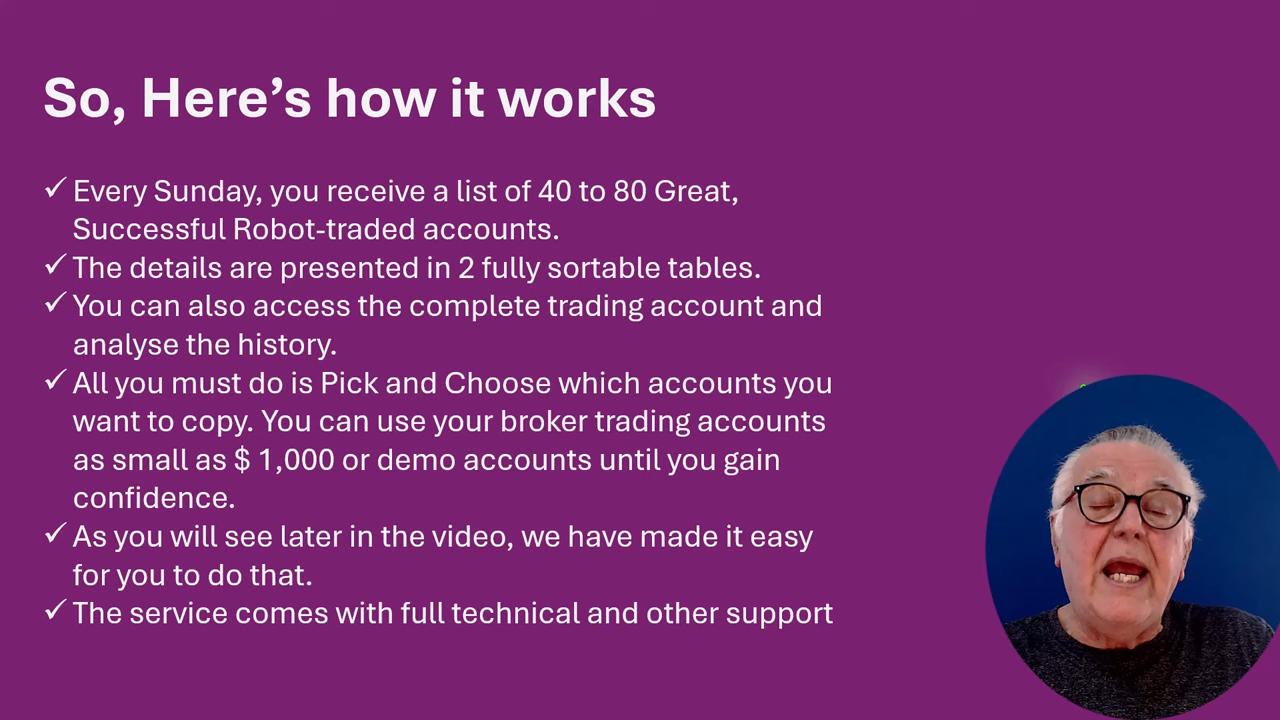 So, Here's how it works
✓ Every Sunday, you receive a list of 40 to 80 Great,
Successful Robot-traded accounts.
✓ The details are presented in 2 fully sortable tables.
✓ You can also access the complete trading account and
analyse the history.
✓ All you must do is Pick and Choose which accounts you
want to copy. You can use your broker trading accounts
as small as $ 1,000 or demo accounts until you gain
confidence.
✓ As you will see later in the video, we have made it easy
for you to do that.
✓ The service comes with full technical and other support